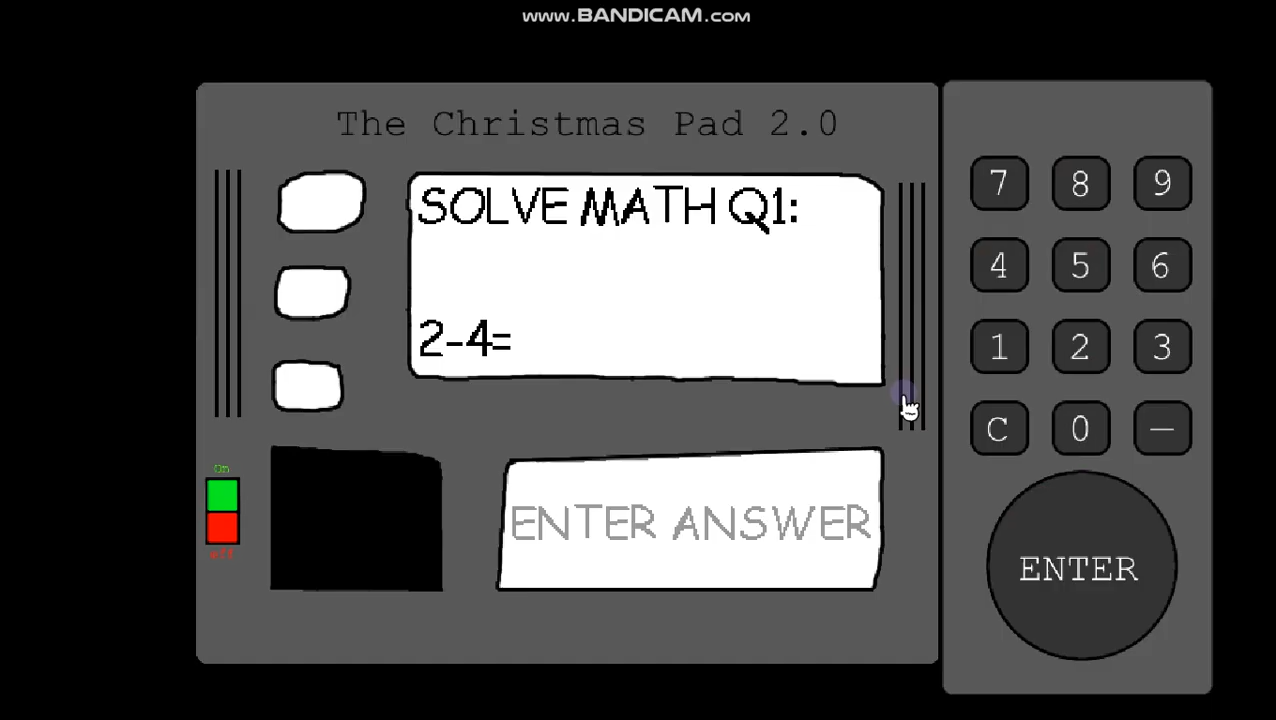 www.BANDICAM.com
The Christmas Pad 2.0
SOLVE MATH Q1:
2-4=
7 8 9
4 5 6
1 2 3
C 0 —
On
off
ENTER ANSWER
ENTER